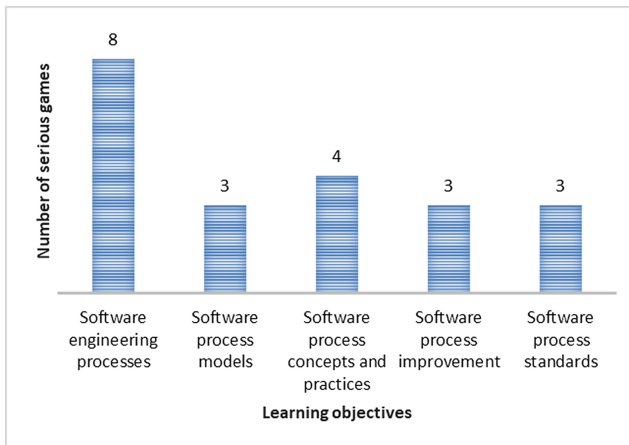 Number of serious games
8
3
4
3
3
Software engineering processes
Software process models
Software process concepts and practices
Software process improvement
Software process standards
Learning objectives